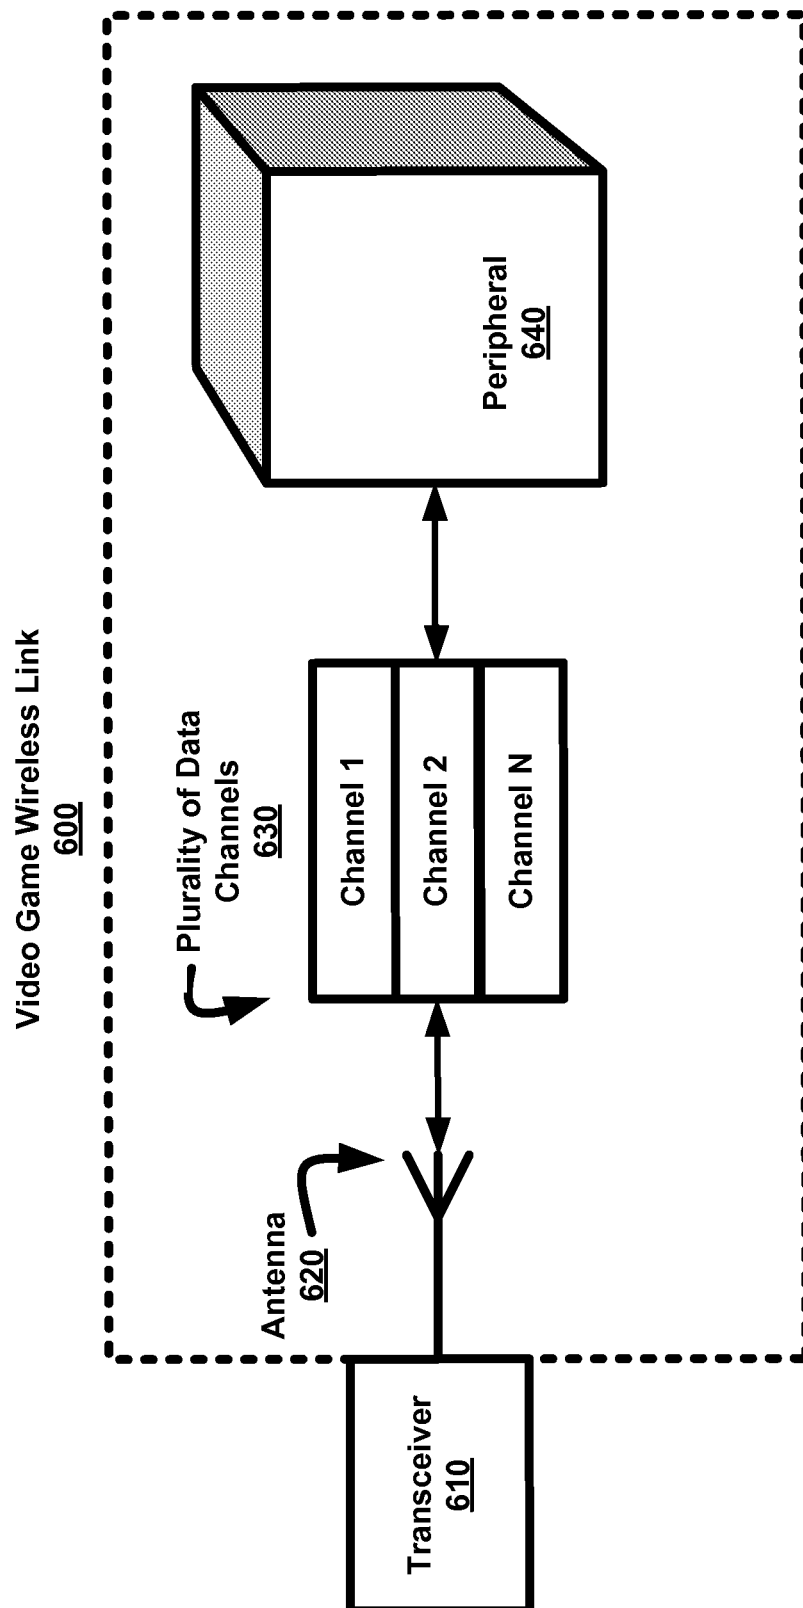 Video Game Wireless Link
600
Plurality of Data
Channels
630
Antenna
620
Transceiver
610
Channel 1
Channel 2
Channel N
Peripheral
640